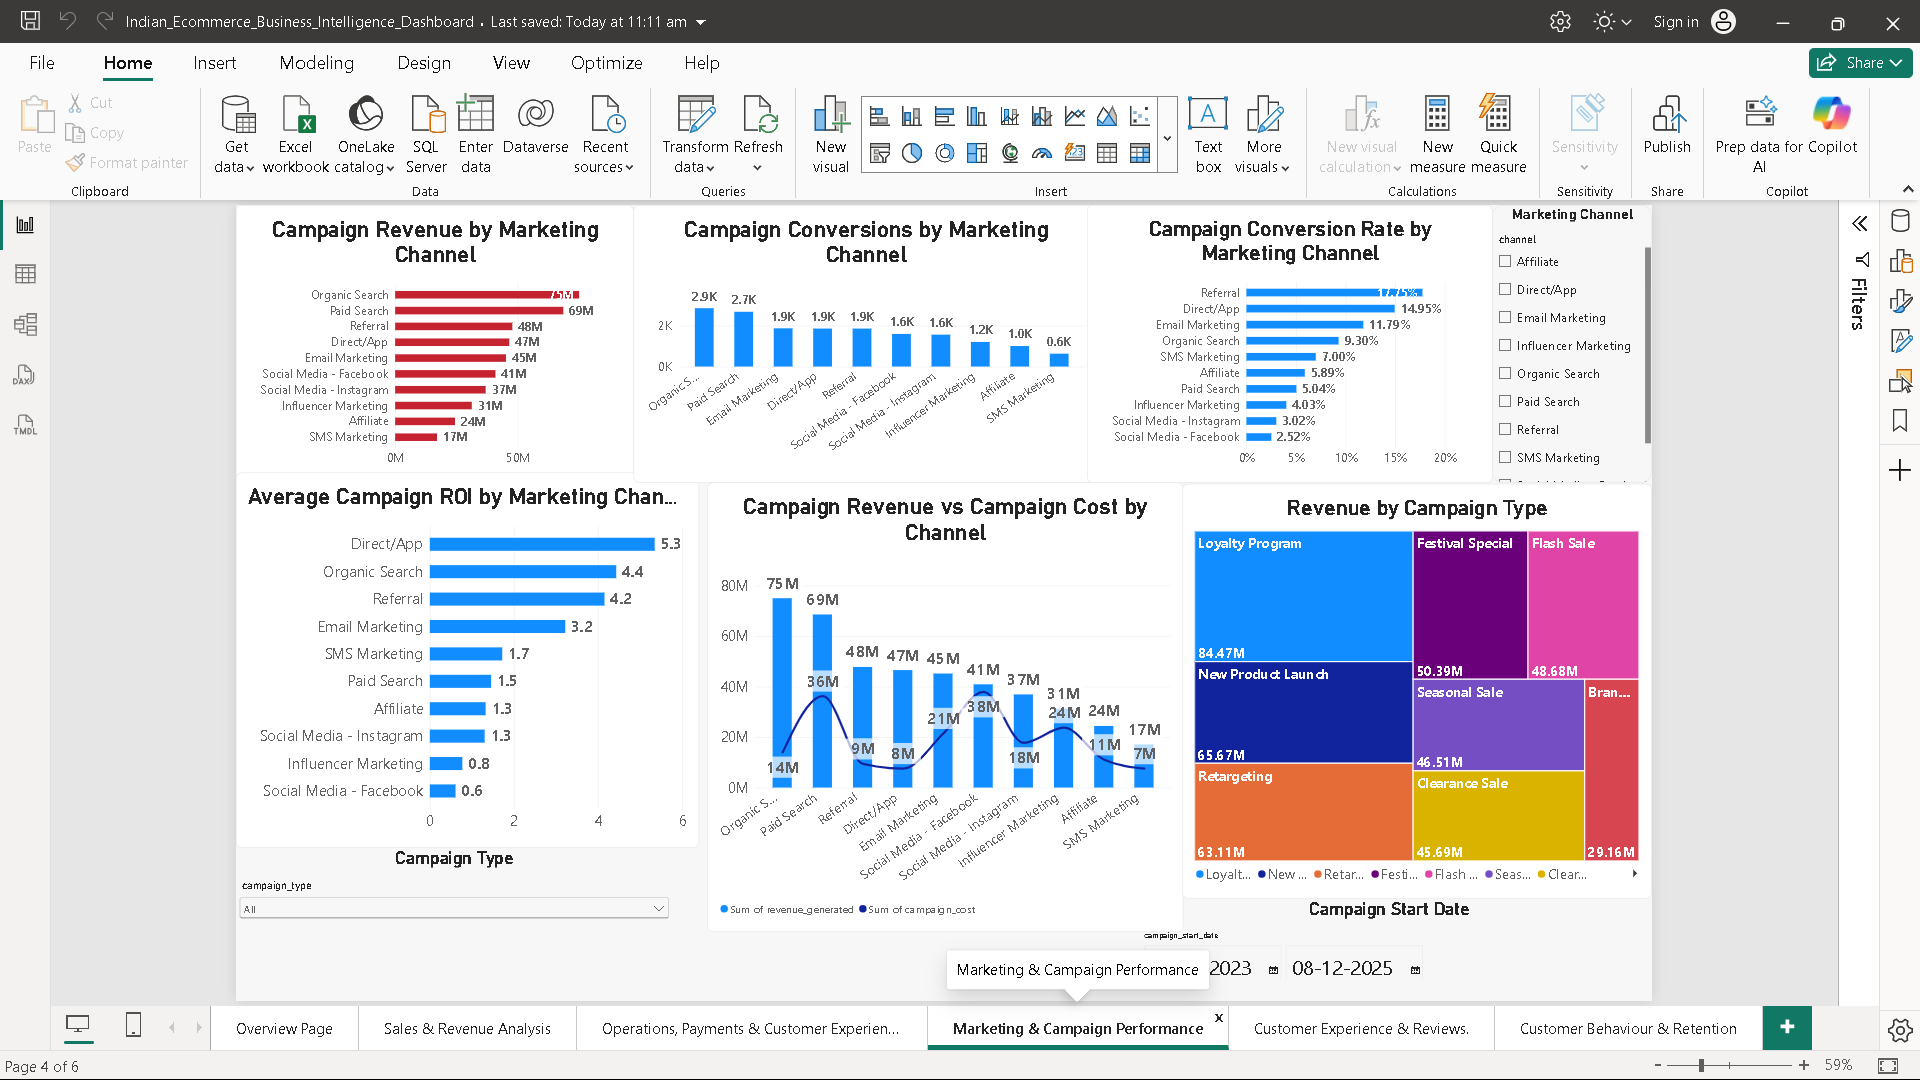 Indian_Ecommerce_Business_Intelligence_Dashboard • Last saved: Today at 11:11 am
Sign in
File Home Insert Modeling Design View Optimize Help
Share
Paste
Cut
Copy
Format painter
Clipboard
Get data
Excel workbook
OneLake catalog
SQL Server
Enter data
Dataverse
Recent sources
Data
Transform data
Refresh
Queries
New visual
Text box
More visuals
Insert
New visual calculation
New measure
Quick measure
Calculations
Sensitivity
Sensitivity
Publish
Share
Prep data for AI
Copilot
Copilot
DAX
TMDL
Filters
Campaign Revenue by Marketing
Channel
Organic Search 75M
Paid Search 69M
Referral 48M
Direct/App 47M
Email Marketing 45M
Social Media - Facebook 41M
Social Media - Instagram 37M
Influencer Marketing 31M
Affiliate 24M
SMS Marketing 17M
0M 50M
Campaign Conversions by Marketing
Channel
2.9K 2.7K 1.9K 1.9K 1.9K 1.6K 1.6K 1.2K 1.0K 0.6K
2K
0K
Organic S... Paid Search Email Marketing Direct/App Referral Social Media - Facebook Social Media - Instagram Influencer Marketing Affiliate SMS Marketing
Campaign Conversion Rate by
Marketing Channel
Referral 17.75%
Direct/App 14.95%
Email Marketing 11.79%
Organic Search 9.30%
SMS Marketing 7.00%
Affiliate 5.89%
Paid Search 5.04%
Influencer Marketing 4.03%
Social Media - Instagram 3.02%
Social Media - Facebook 2.52%
0% 5% 10% 15% 20%
Marketing Channel
channel
Affiliate
Direct/App
Email Marketing
Influencer Marketing
Organic Search
Paid Search
Referral
SMS Marketing
Average Campaign ROI by Marketing Chan...
Direct/App 5.3
Organic Search 4.4
Referral 4.2
Email Marketing 3.2
SMS Marketing 1.7
Paid Search 1.5
Affiliate 1.3
Social Media - Instagram 1.3
Influencer Marketing 0.8
Social Media - Facebook 0.6
0 2 4 6
Campaign Type
campaign_type
All
Campaign Revenue vs Campaign Cost by
Channel
80M
60M
40M
20M
0M
75M 69M 48M 47M 45M 41M 37M 31M 24M 17M
14M 36M 9M 8M 21M 38M 18M 24M 11M 7M
Organic S... Paid Search Referral Direct/App Email Marketing Social Media - Facebook Social Media - Instagram Influencer Marketing Affiliate SMS Marketing
Sum of revenue_generated Sum of campaign_cost
Revenue by Campaign Type
Loyalty Program
84.47M
New Product Launch
65.67M
Retargeting
63.11M
Festival Special
50.39M
Flash Sale
48.68M
Seasonal Sale
46.51M
Clearance Sale
45.69M
Bran...
29.16M
Loyalt... New ... Retar... Festi... Flash ... Seas... Clear...
Campaign Start Date
campaign_start_date
2023 08-12-2025
Marketing & Campaign Performance
Overview Page
Sales & Revenue Analysis
Operations, Payments & Customer Experien...
Marketing & Campaign Performance x
Customer Experience & Reviews.
Customer Behaviour & Retention
+
Page 4 of 6
- + 59%